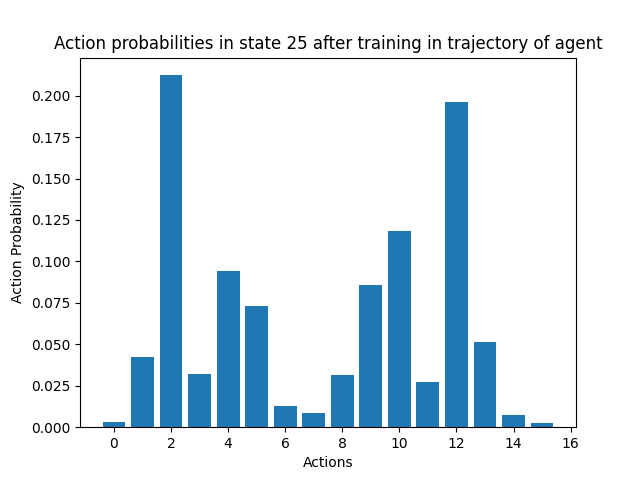 Action probabilities in state 25 after training in trajectory of agent
0.200
0.175
0.150
0.125
0.100
0.075
0.050
0.025
0.000
Action Probability
0 2 4 6 8 10 12 14 16
Actions